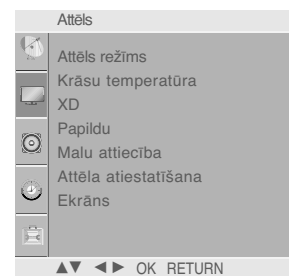 Attēls
Attēls režīms
Krāsu temperatūra
XD
Papildu
Malu attiecība
Attēla atiestatīšana
Ekrāns
▲▼ ◄► OK RETURN